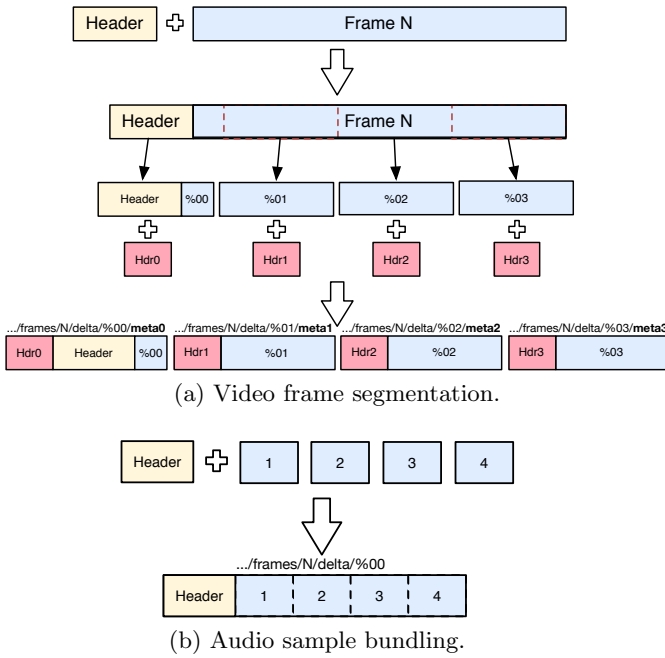 Header Frame N
Header Frame N
Header %00 %01 %02 %03
Hdr0 Hdr1 Hdr2 Hdr3
.../frames/N/delta/%00/meta0 .../frames/N/delta/%01/meta1 .../frames/N/delta/%02/meta2 .../frames/N/delta/%03/meta3
Hdr0 Header %00 Hdr1 %01 Hdr2 %02 Hdr3 %03
(a) Video frame segmentation.
Header 1 2 3 4
.../frames/N/delta/%00
Header 1 2 3 4
(b) Audio sample bundling.